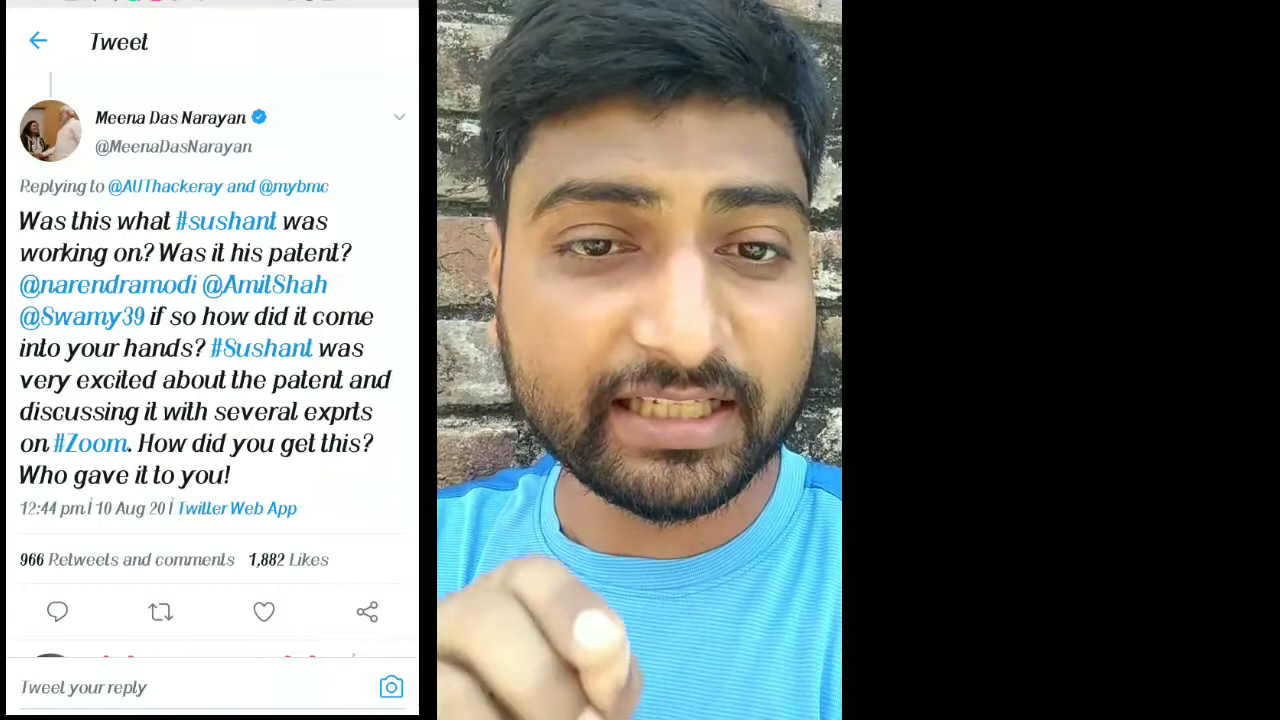 Tweet
Meena Das Narayan
@MeenaDasNarayan
Replying to @AUThackeray and @mybmc
Was this what #sushant was
working on? Was it his patent?
@narendramodi @AmitShah
@Swamy39 if so how did it come
into your hands? #Sushant was
very excited about the patent and
discussing it with several exprts
on #Zoom. How did you get this?
Who gave it to you!
12:44 pm | 10 Aug 20 | Twitter Web App
966 Retweets and comments 1,882 Likes
Tweet your reply